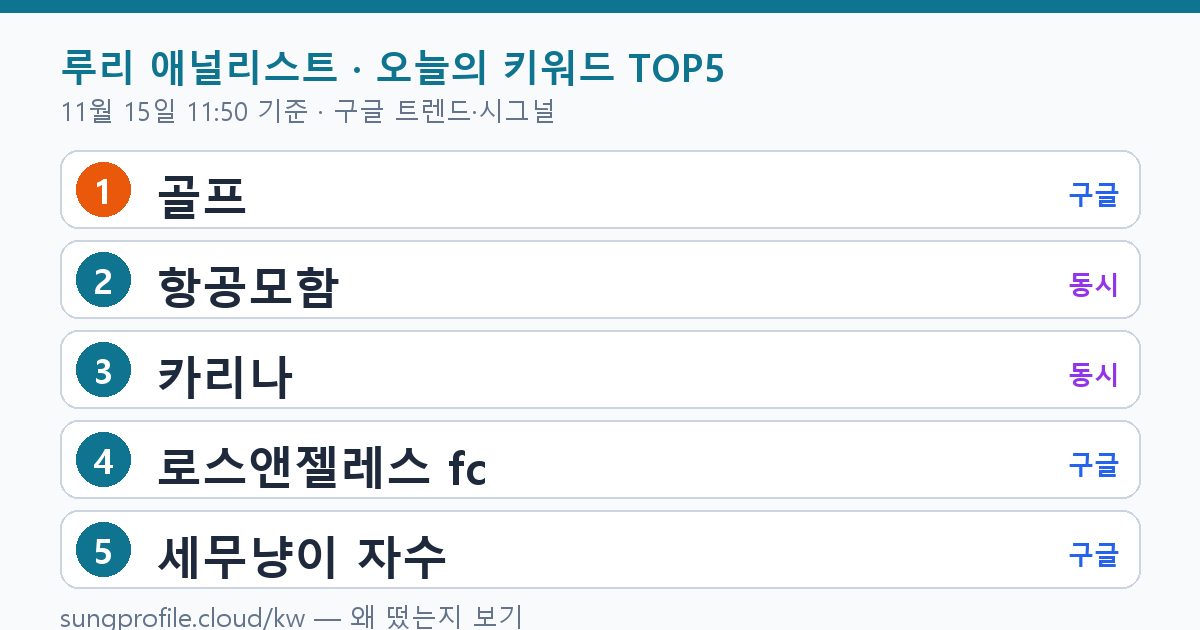 루리 애널리스트 · 오늘의 키워드 TOP5
11월 15일 11:50 기준 · 구글 트렌드·시그널
1 골프 구글
2 항공모함 동시
3 카리나 동시
4 로스앤젤레스 fc 구글
5 세무냥이 자수 구글
sungprofile.cloud/kw — 왜 떴는지 보기